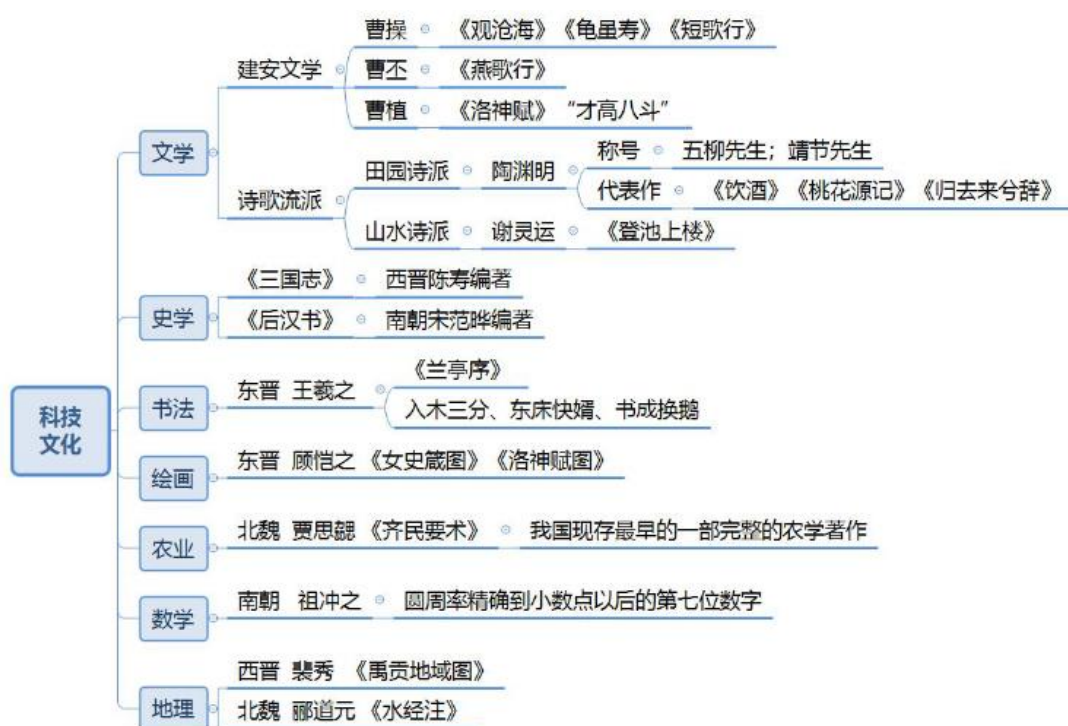 科技
文化
文学
建安文学
曹操 《观沧海》《龟虽寿》《短歌行》
曹丕 《燕歌行》
曹植 《洛神赋》“才高八斗”
诗歌流派
田园诗派 陶渊明
称号 五柳先生；靖节先生
代表作 《饮酒》《桃花源记》《归去来兮辞》
山水诗派 谢灵运 《登池上楼》
史学
《三国志》 西晋陈寿编著
《后汉书》 南朝宋范晔编著
书法
东晋 王羲之
《兰亭序》
入木三分、东床快婿、书成换鹅
绘画
东晋 顾恺之 《女史箴图》《洛神赋图》
农业
北魏 贾思勰 《齐民要术》 我国现存最早的一部完整的农学著作
数学
南朝 祖冲之 圆周率精确到小数点以后的第七位数字
地理
西晋 裴秀 《禹贡地域图》
北魏 郦道元 《水经注》